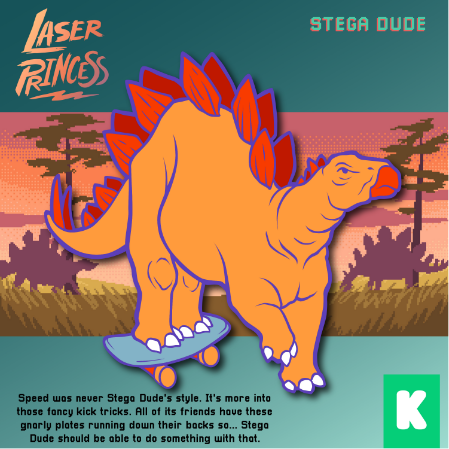 LASER
PRINCESS
STEGA DUDE
Speed was never Stega Dude's style. It's more into
those fancy kick tricks. All of its friends have these
gnarly plates running down their backs so... Stega
Dude should be able to do something with that.
K